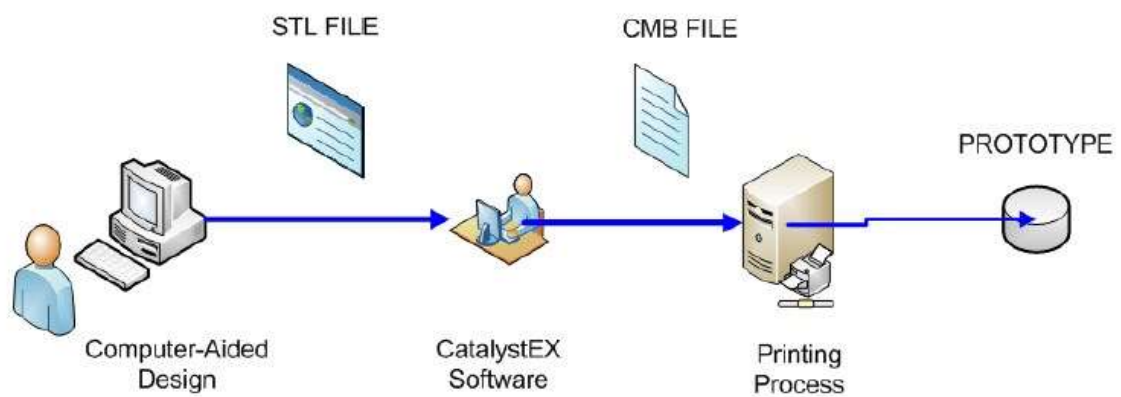 STL FILE
CMB FILE
PROTOTYPE
Computer-Aided
Design
CatalystEX
Software
Printing
Process